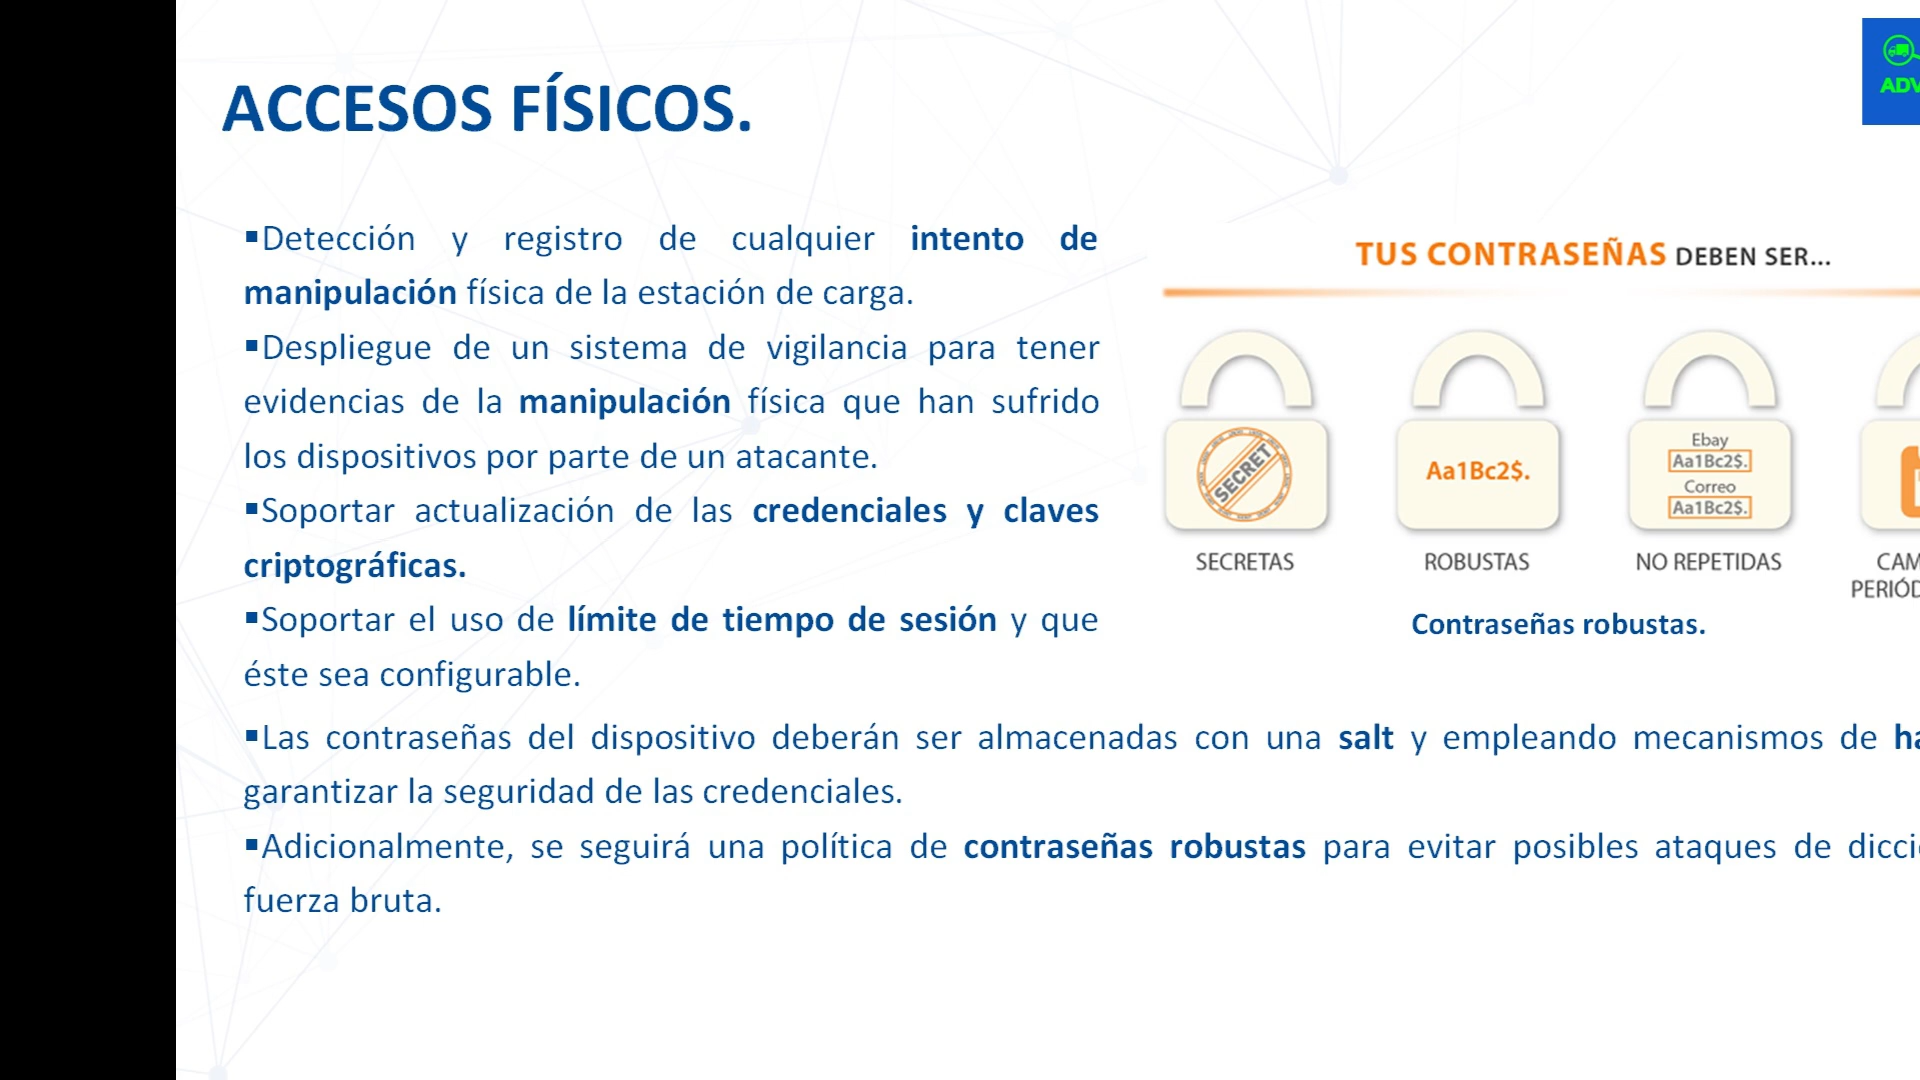 ACCESOS FÍSICOS.
▪Detección y registro de cualquier intento de
manipulación física de la estación de carga.
▪Despliegue de un sistema de vigilancia para tener
evidencias de la manipulación física que han sufrido
los dispositivos por parte de un atacante.
▪Soportar actualización de las credenciales y claves
criptográficas.
▪Soportar el uso de límite de tiempo de sesión y que
éste sea configurable.
TUS CONTRASEÑAS DEBEN SER...
SECRET
Aa1Bc2$.
Ebay
Aa1Bc2$.
Correo
Aa1Bc2$.
SECRETAS
ROBUSTAS
NO REPETIDAS
Contraseñas robustas.
▪Las contraseñas del dispositivo deberán ser almacenadas con una salt y empleando mecanismos de
garantizar la seguridad de las credenciales.
▪Adicionalmente, se seguirá una política de contraseñas robustas para evitar posibles ataques de
fuerza bruta.